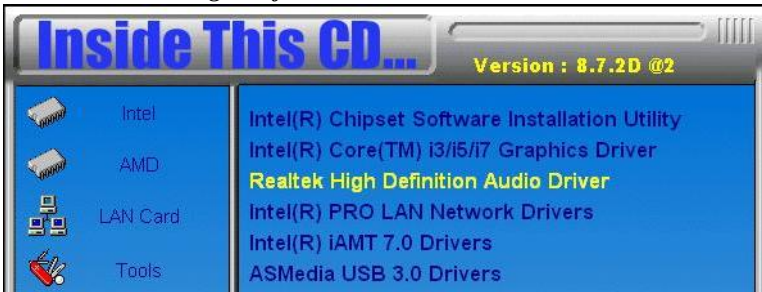 Inside This CD...
Version : 8.7.2D @2
Intel
AMD
LAN Card
Tools
Intel(R) Chipset Software Installation Utility
Intel(R) Core(TM) i3/i5/i7 Graphics Driver
Realtek High Definition Audio Driver
Intel(R) PRO LAN Network Drivers
Intel(R) iAMT 7.0 Drivers
ASMedia USB 3.0 Drivers